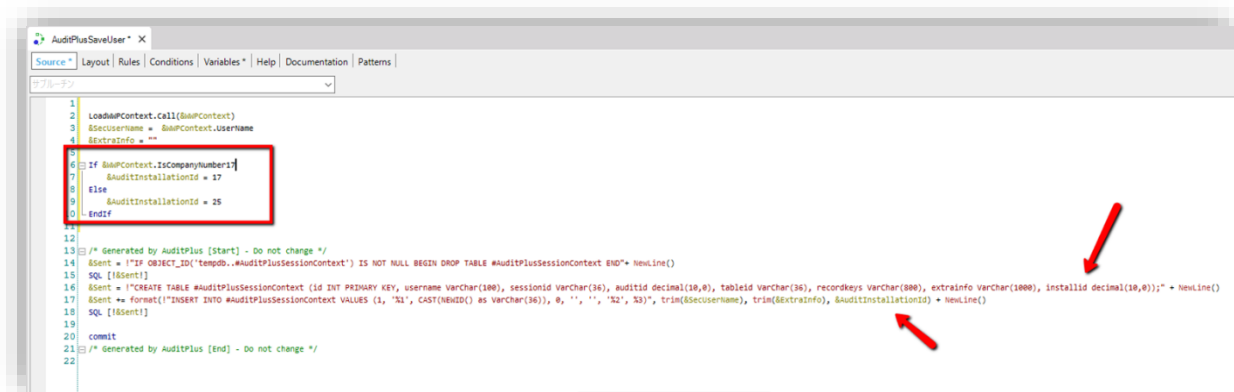 AuditPlusSaveUser * X
Source * Layout Rules Conditions Variables * Help Documentation Patterns
サブルーチン
1
2 LoadWWPContext.Call(&WWPContext)
3 &SecUserName = &WWPContext.UserName
4 &ExtraInfo = ""
5
6 If &WWPContext.IsCompanyNumber17
7 &AuditInstallationId = 17
8 Else
9 &AuditInstallationId = 25
10 EndIf
11
12
13 /* Generated by AuditPlus [Start] - Do not change */
14 &Sent = !"IF OBJECT_ID('tempdb..#AuditPlusSessionContext') IS NOT NULL BEGIN DROP TABLE #AuditPlusSessionContext END"+ NewLine()
15 SQL [!&Sent!]
16 &Sent = !"CREATE TABLE #AuditPlusSessionContext (id INT PRIMARY KEY, username VarChar(100), sessionid VarChar(36), auditid decimal(10,0), tableid VarChar(36), recordkeys VarChar(800), extrainfo VarChar(1000), installid decimal(10,0));" + NewLine()
17 &Sent += format(!"INSERT INTO #AuditPlusSessionContext VALUES (1, '%1', CAST(NEWID() as VarChar(36)), 0, '', '', '%2', %3)", trim(&SecUserName), trim(&ExtraInfo), &AuditInstallationId) + NewLine()
18 SQL [!&Sent!]
19
20 commit
21 /* Generated by AuditPlus [End] - Do not change */
22